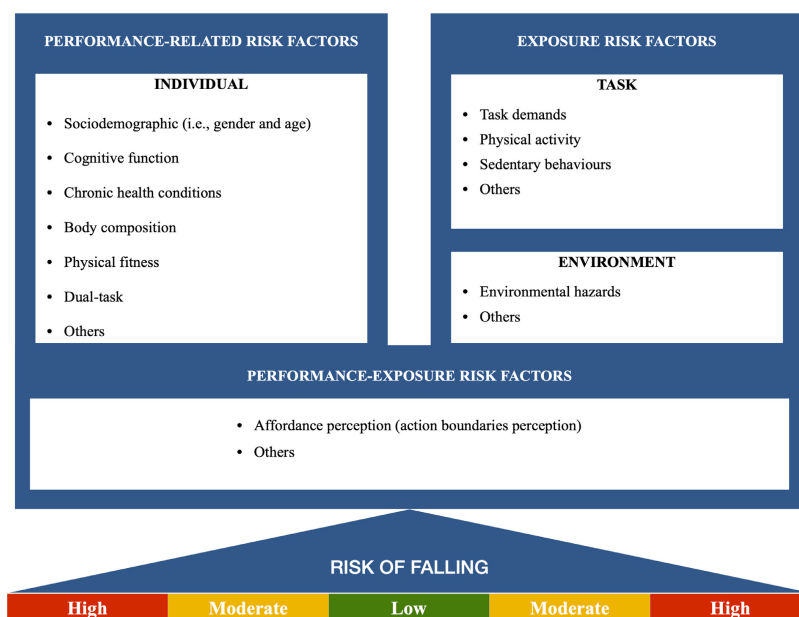 PERFORMANCE-RELATED RISK FACTORS
INDIVIDUAL
• Sociodemographic (i.e., gender and age)
• Cognitive function
• Chronic health conditions
• Body composition
• Physical fitness
• Dual-task
• Others
EXPOSURE RISK FACTORS
TASK
• Task demands
• Physical activity
• Sedentary behaviours
• Others
ENVIRONMENT
• Environmental hazards
• Others
PERFORMANCE-EXPOSURE RISK FACTORS
• Affordance perception (action boundaries perception)
• Others
RISK OF FALLING
High Moderate Low Moderate High